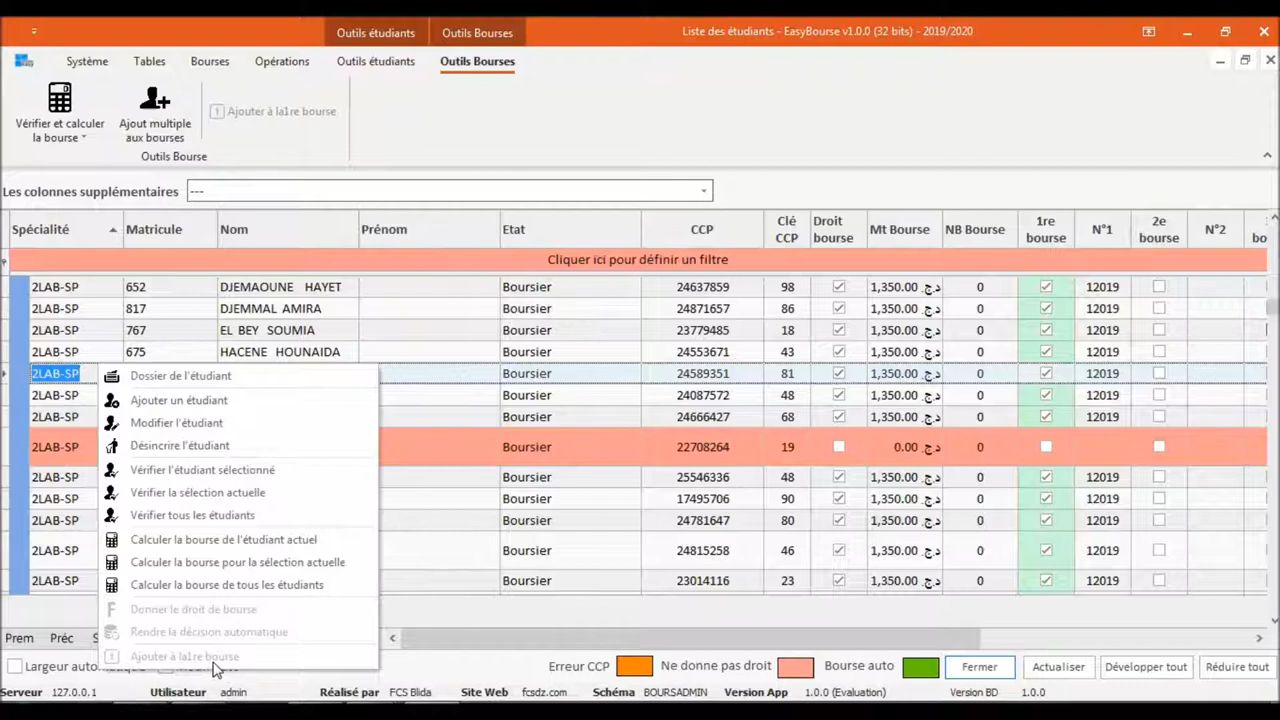 Outils étudiants Outils Bourses Liste des étudiants - EasyBourse v1.0.0 (32 bits) - 2019/2020
Système Tables Bourses Opérations Outils étudiants Outils Bourses
Vérifier et calculer la bourse
Ajout multiple aux bourses
Ajouter à la1re bourse
Outils Bourse
Les colonnes supplémentaires ---
Spécialité Matricule Nom Prénom Etat CCP Clé CCP Droit bourse Mt Bourse NB Bourse 1re bourse N°1 2e bourse N°2
Cliquer ici pour définir un filtre
2LAB-SP 652 DJEMAOUNE HAYET Boursier 24637859 98 1,350.00 د.ج. 0 12019
2LAB-SP 817 DJEMMAL AMIRA Boursier 24871657 86 1,350.00 د.ج. 0 12019
2LAB-SP 767 EL BEY SOUMIA Boursier 23779485 18 1,350.00 د.ج. 0 12019
2LAB-SP 675 HACENE HOUNAIDA Boursier 24553671 43 1,350.00 د.ج. 0 12019
2LAB-SP Boursier 24589351 81 1,350.00 د.ج. 0 12019
2LAB-SP Boursier 24087572 48 1,350.00 د.ج. 0 12019
2LAB-SP Boursier 24666427 68 1,350.00 د.ج. 0 12019
2LAB-SP Boursier 22708264 19 0.00 د.ج. 0
2LAB-SP Boursier 25546336 48 1,350.00 د.ج. 0 12019
2LAB-SP Boursier 17495706 90 1,350.00 د.ج. 0 12019
2LAB-SP Boursier 24781647 80 1,350.00 د.ج. 0 12019
2LAB-SP Boursier 24815258 46 1,350.00 د.ج. 0 12019
2LAB-SP Boursier 23014116 23 1,350.00 د.ج. 0 12019
Dossier de l'étudiant
Ajouter un étudiant
Modifier l'étudiant
Désincrire l'étudiant
Vérifier l'étudiant sélectionné
Vérifier la sélection actuelle
Vérifier tous les étudiants
Calculer la bourse de l'étudiant actuel
Calculer la bourse pour la sélection actuelle
Calculer la bourse de tous les étudiants
Donner le droit de bourse
Rendre la décision automatique
Ajouter à la1re bourse
Prem Préc
Largeur Erreur CCP Ne donne pas droit Bourse auto Fermer Actualiser Développer tout Réduire tout
Serveur 127.0.0.1 Utilisateur admin Réalisé par FCS Blida Site Web fcsdz.com Schéma BOURSADMIN Version App 1.0.0 (Evaluation) Version BD 1.0.0